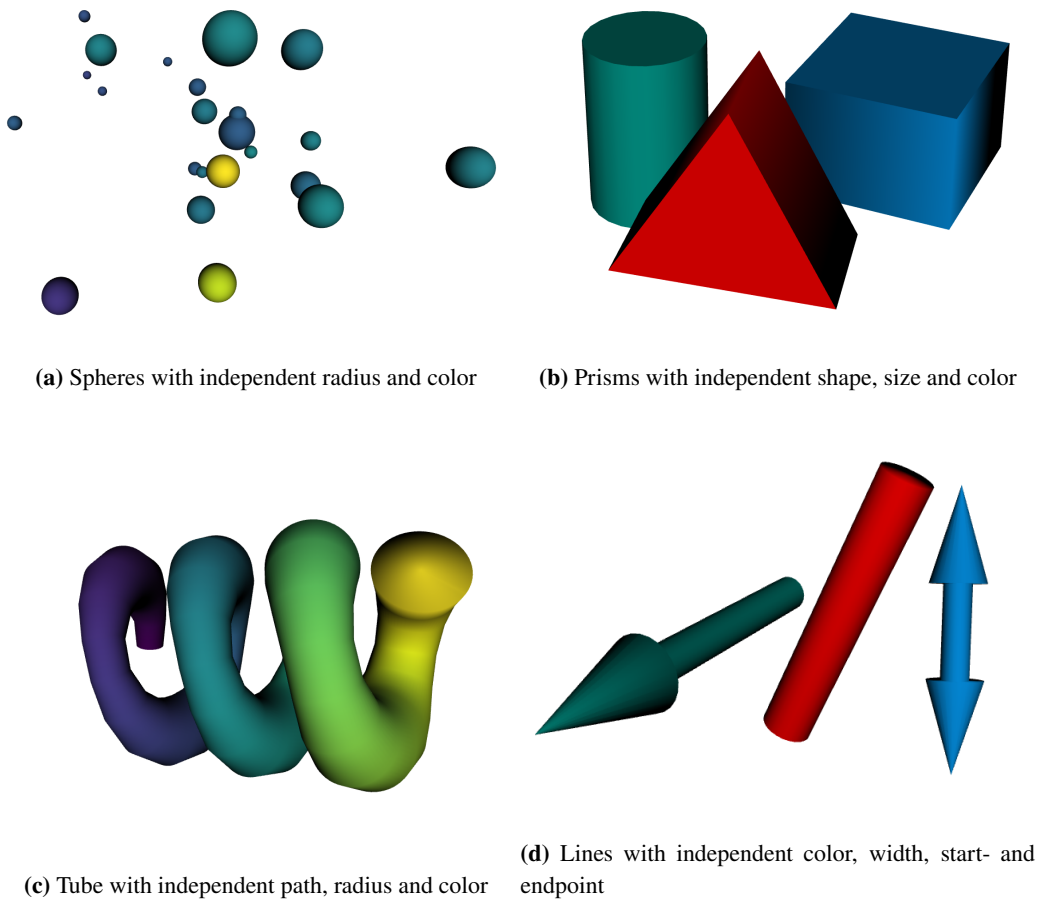 (a) Spheres with independent radius and color
(b) Prisms with independent shape, size and color
(c) Tube with independent path, radius and color
(d) Lines with independent color, width, start- and
endpoint